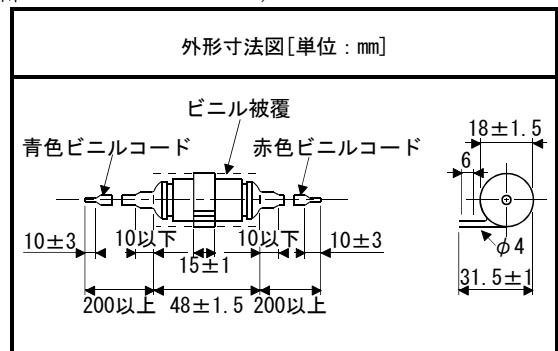 外形寸法図[単位：mm]
ビニル被覆
青色ビニルコード
赤色ビニルコード
18±1.5
6
10±3
10以下
10以下
10±3
15±1
φ4
200以上
48±1.5
200以上
31.5±1